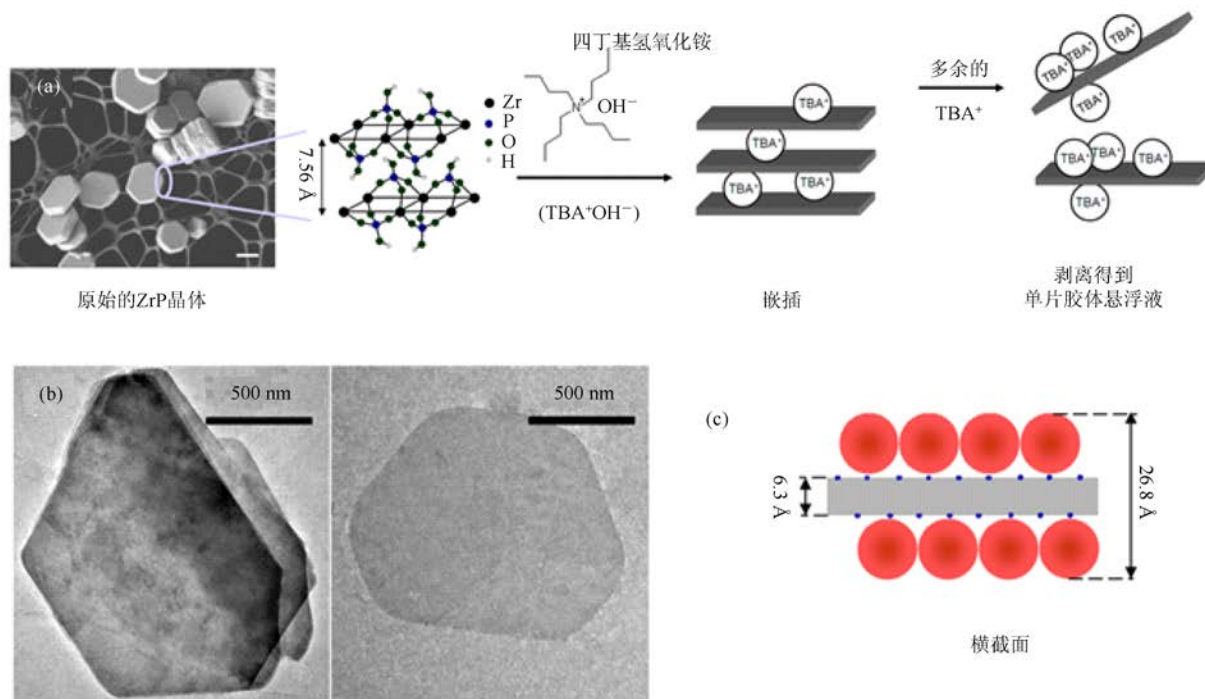 (a)
原始的ZrP晶体
7.56 Å
Zr
P
O
H
四丁基氢氧化铵
N⁺
OH⁻
(TBA⁺OH⁻)
TBA⁺
TBA⁺
TBA⁺
TBA⁺
嵌插
多余的
TBA⁺
TBA⁺
TBA⁺
TBA⁺
TBA⁺
TBA⁺
TBA⁺
TBA⁺
TBA⁺
剥离得到
单片胶体悬浮液
(b)
500 nm
500 nm
(c)
6.3 Å
26.8 Å
横截面